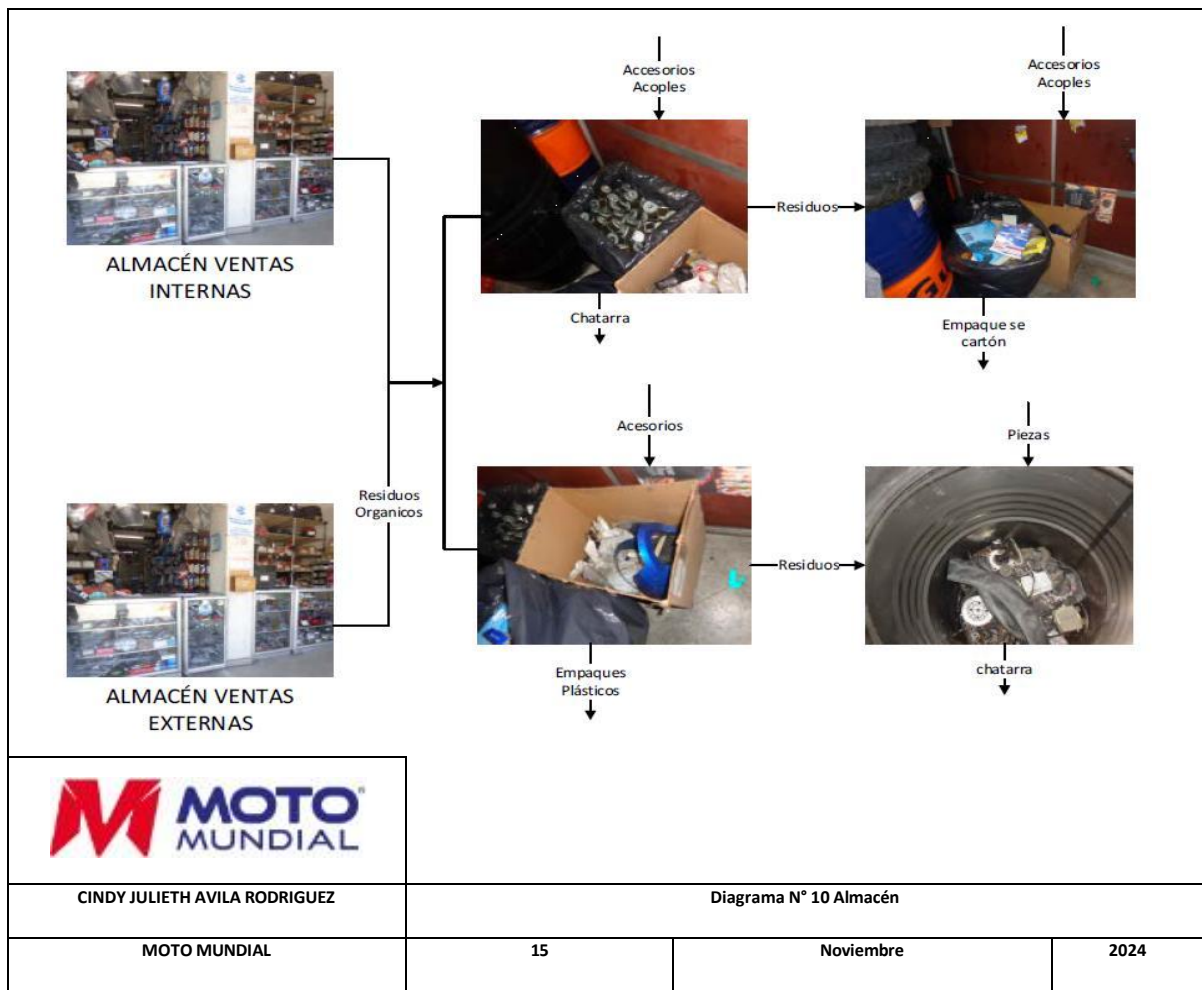 Accesorios
Acoples
Accesorios
Acoples
Residuos
ALMACÉN VENTAS
INTERNAS
Chatarra
Empaque se
cartón
Acesorios
Piezas
Residuos
Organicos
Residuos
Empaques
Plásticos
chatarra
ALMACÉN VENTAS
EXTERNAS
MOTO
MUNDIAL
CINDY JULIETH AVILA RODRIGUEZ
Diagrama N° 10 Almacén
MOTO MUNDIAL
15
Noviembre
2024